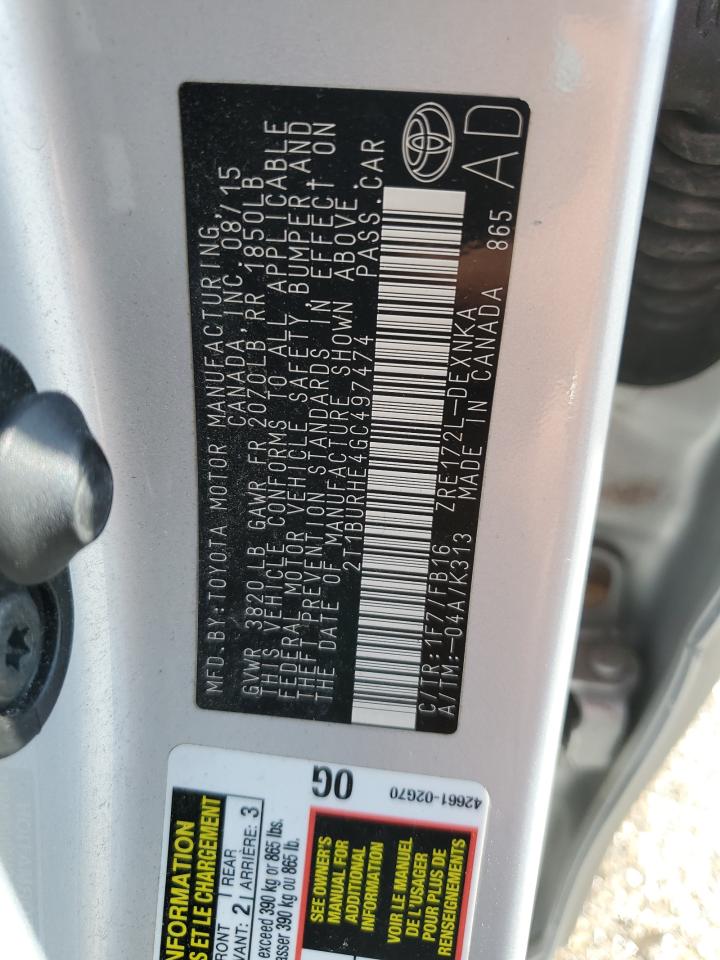 MFD.BY:TOYOTA MOTOR MANUFACTURING,
CANADA, INC. 08/15
GVWR 3820 LB GAWR FR 2070LB RR 1850LB
THIS VEHICLE CONFORMS TO ALL APPLICABLE
FEDERAL MOTOR VEHICLE SAFETY, BUMPER, AND
THEFT PREVENTION STANDARDS IN EFFECT ON
THE DATE OF MANUFACTURE SHOWN ABOVE.
2T1BURHE4GC497474 PASS.CAR
C/TR:1F7/FB16 ZRE172L-DEXNKA
A/TM:-04A/K313 MADE IN CANADA 865
AD
INFORMATION
S ET LE CHARGEMENT
FRONT | REAR
VANT: 2 | ARRIÈRE: 3
exceed 390 kg or 865 lbs.
asser 390 kg ou 865 lb.
OG
42661-02G70
SEE OWNER'S
MANUAL FOR
ADDITIONAL
INFORMATION
VOIR LE MANUEL
DE L'USAGER
POUR PLUS DE
RENSEIGNEMENTS